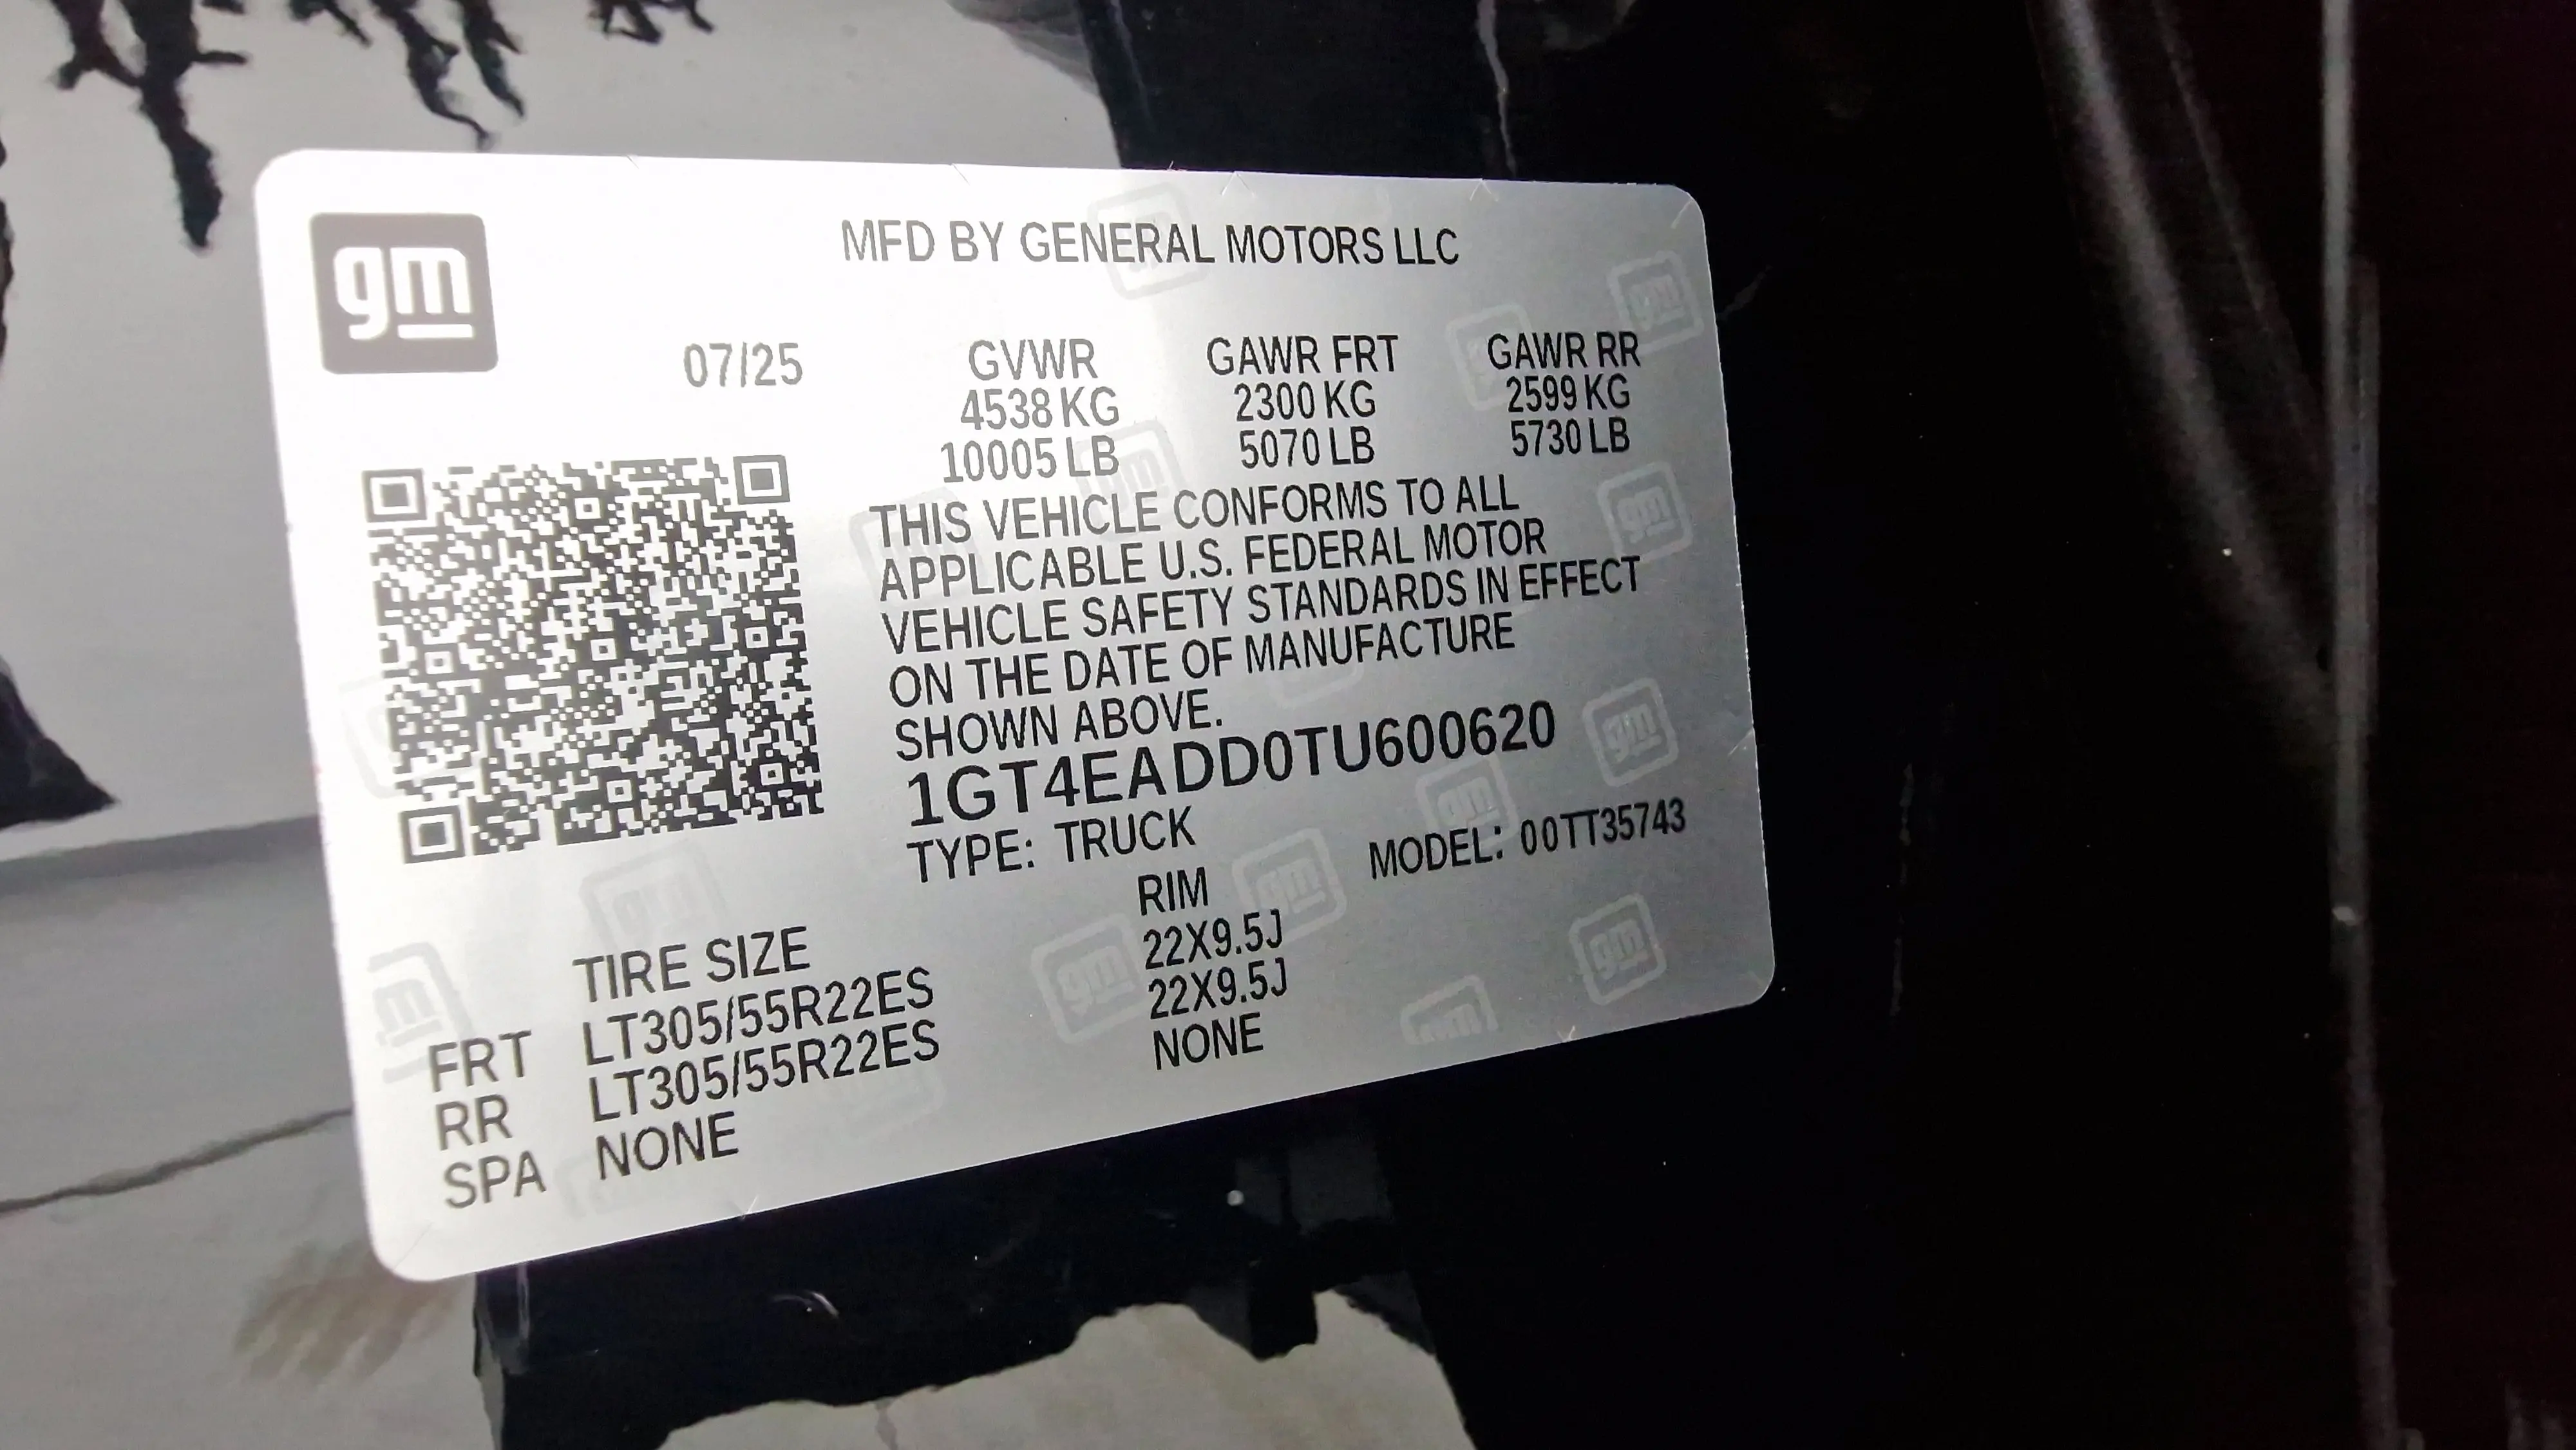 gm
MFD BY GENERAL MOTORS LLC
07/25 GVWR GAWR FRT GAWR RR
4538 KG 2300 KG 2599 KG
10005 LB 5070 LB 5730 LB
THIS VEHICLE CONFORMS TO ALL
APPLICABLE U.S. FEDERAL MOTOR
VEHICLE SAFETY STANDARDS IN EFFECT
ON THE DATE OF MANUFACTURE
SHOWN ABOVE.
1GT4EADD0TU600620
TYPE: TRUCK MODEL: 00TT35743
TIRE SIZE RIM
FRT LT305/55R22ES 22X9.5J
RR LT305/55R22ES 22X9.5J
SPA NONE NONE